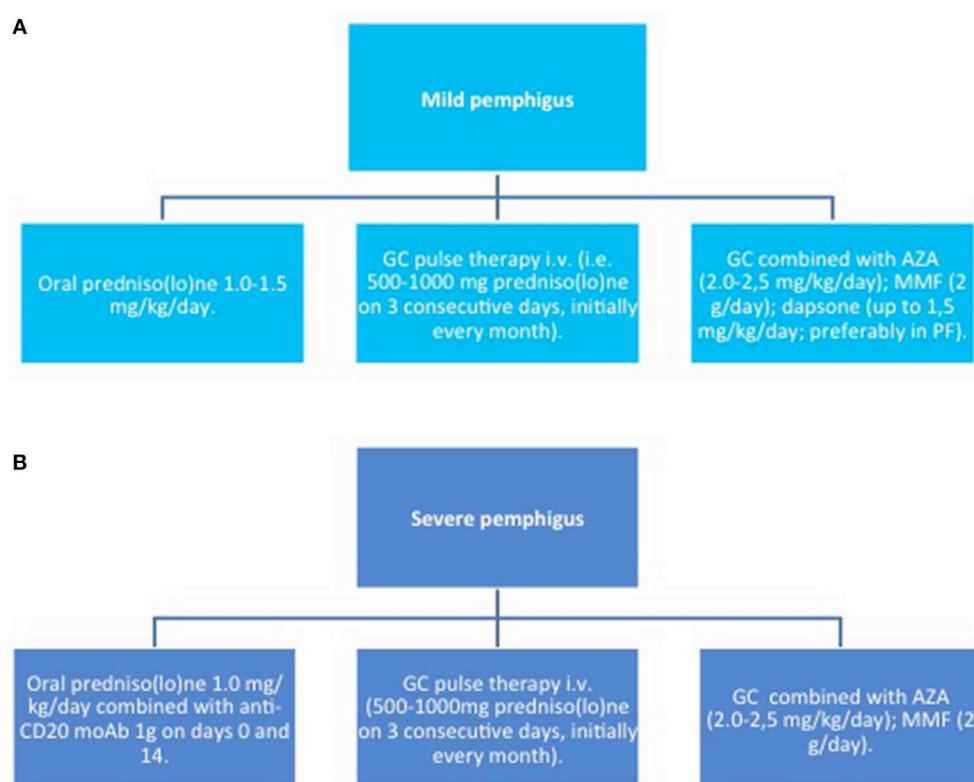 A
Mild pemphigus
Oral predniso(lo)ne 1.0-1.5
mg/kg/day.
GC pulse therapy i.v. (i.e.
500-1000 mg predniso(lo)ne
on 3 consecutive days, initially
every month).
GC combined with AZA
(2.0-2,5 mg/kg/day); MMF (2
g/day); dapsone (up to 1,5
mg/kg/day; preferably in PF).
B
Severe pemphigus
Oral predniso(lo)ne 1.0 mg/
kg/day combined with anti-
CD20 moAb 1g on days 0 and
14.
GC pulse therapy i.v.
(500-1000mg predniso(lo)ne
on 3 consecutive days, initially
every month).
GC combined with AZA
(2.0-2,5 mg/kg/day); MMF (2
g/day).